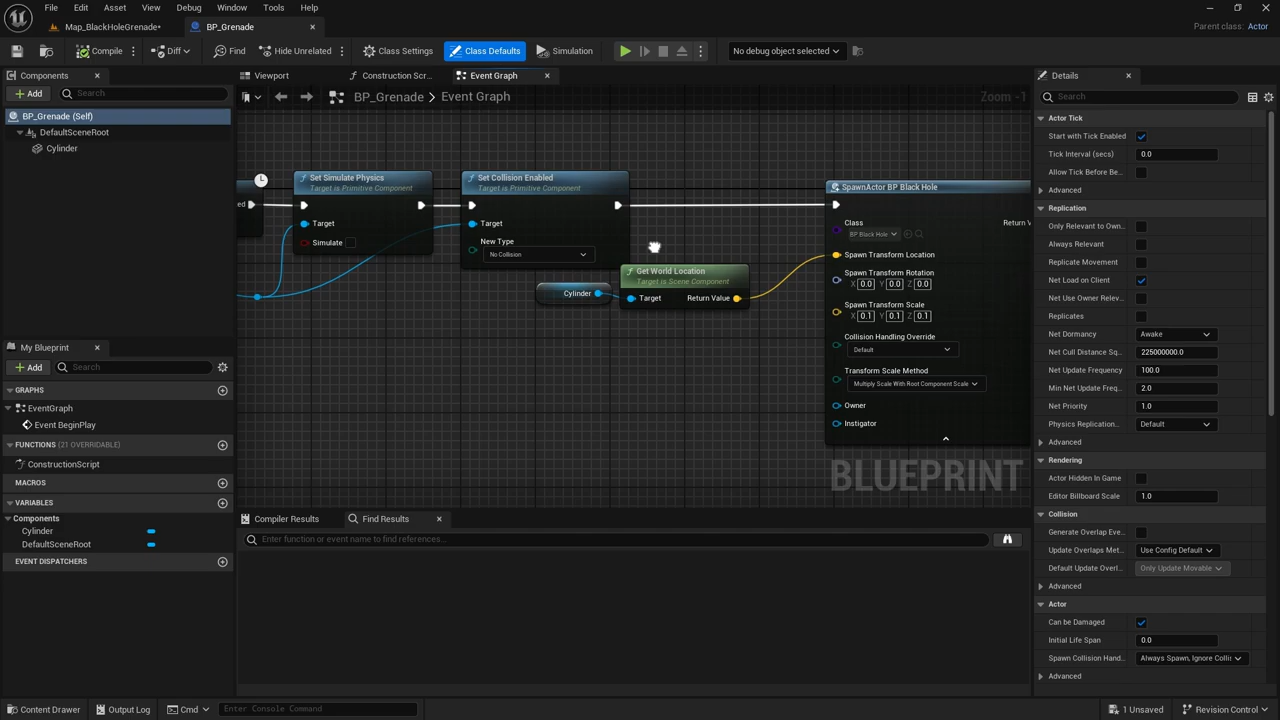 File Edit Asset View Debug Window Tools Help
Map_BlackHoleGrenade* BP_Grenade Parent class: Actor
Compile Diff Find Hide Unrelated Class Settings Class Defaults Simulation No debug object selected
Components
Add Search
BP_Grenade (Self)
DefaultSceneRoot
Cylinder
My Blueprint
Add Search
GRAPHS
EventGraph
Event BeginPlay
FUNCTIONS (21 OVERRIDABLE)
ConstructionScript
MACROS
VARIABLES
Components
Cylinder
DefaultSceneRoot
EVENT DISPATCHERS
Viewport Construction Scr... Event Graph
BP_Grenade > Event Graph Zoom -1
ed
Set Simulate Physics
Target is Primitive Component
Target
Simulate
Set Collision Enabled
Target is Primitive Component
Target
New Type
No Collision
Cylinder
Get World Location
Target is Scene Component
Target Return Value
SpawnActor BP Black Hole
Class Return V
BP Black Hole
Spawn Transform Location
Spawn Transform Rotation
X 0.0 Y 0.0 Z 0.0
Spawn Transform Scale
X 0.1 Y 0.1 Z 0.1
Collision Handling Override
Default
Transform Scale Method
Multiply Scale With Root Component Scale
Owner
Instigator
BLUEPRINT
Compiler Results Find Results
Enter function or event name to find references...
Details
Search
Actor Tick
Start with Tick Enabled
Tick Interval (secs) 0.0
Allow Tick Before Be...
Advanced
Replication
Only Relevant to Own...
Always Relevant
Replicate Movement
Net Load on Client
Net Use Owner Relev...
Replicates
Net Dormancy Awake
Net Cull Distance Sq... 225000000.0
Net Update Frequency 100.0
Min Net Update Freq... 2.0
Net Priority 1.0
Physics Replication... Default
Advanced
Rendering
Actor Hidden In Game
Editor Billboard Scale 1.0
Collision
Generate Overlap Eve...
Update Overlaps Met... Use Config Default
Default Update Overl... Only Update Movable
Advanced
Actor
Can be Damaged
Initial Life Span 0.0
Spawn Collision Hand... Always Spawn, Ignore Collis
Advanced
Content Drawer Output Log Cmd Enter Console Command 1 Unsaved Revision Control